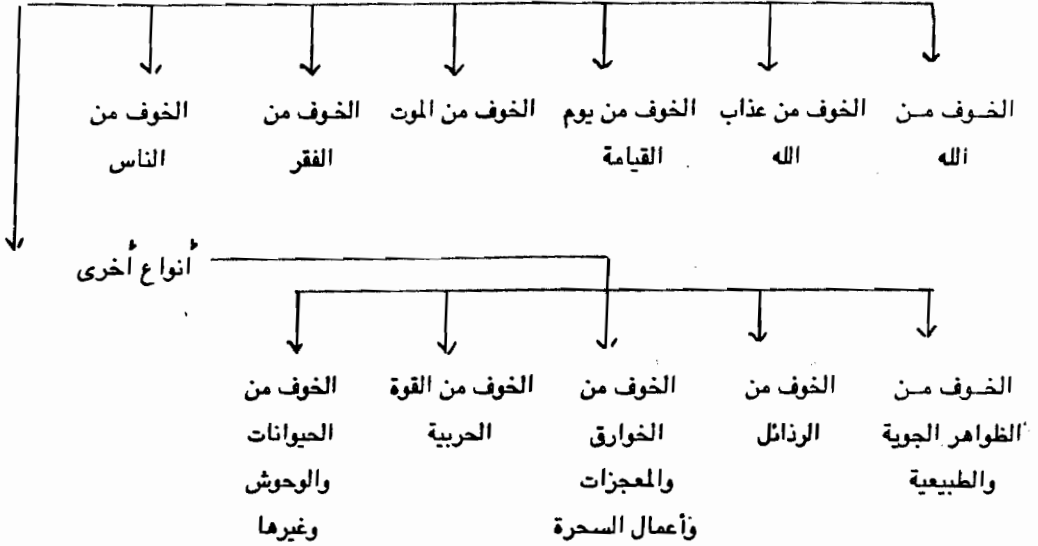 الخوف من
الله
الخوف من عذاب
الله
الخوف من يوم
القيامة
الخوف من الموت
الخوف من
الفقر
الخوف من
الناس
أنواع أخرى
الخوف من
الظواهر الجوية
والطبيعية
الخوف من
الرذائل
الخوف من
الخوارق
والمعجزات
وأعمال السحرة
الخوف من القوة
الحربية
الخوف من
الحيوانات
والوحوش
وغيرها